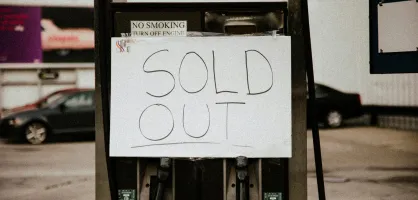 NO SMOKING
TURN OFF ENGINE
SOLD
OUT